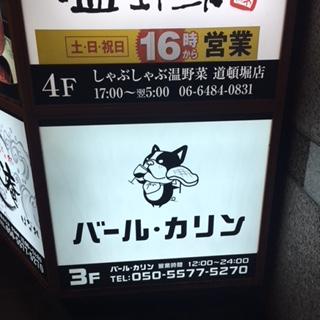 温野菜
土・日・祝日 16時から 営業
4F しゃぶしゃぶ温野菜 道頓堀店
17:00〜翌5:00 06-6484-0831
バール・カリン
3F バール・カリン 営業時間 12:00〜24:00
TEL:050-5577-5270